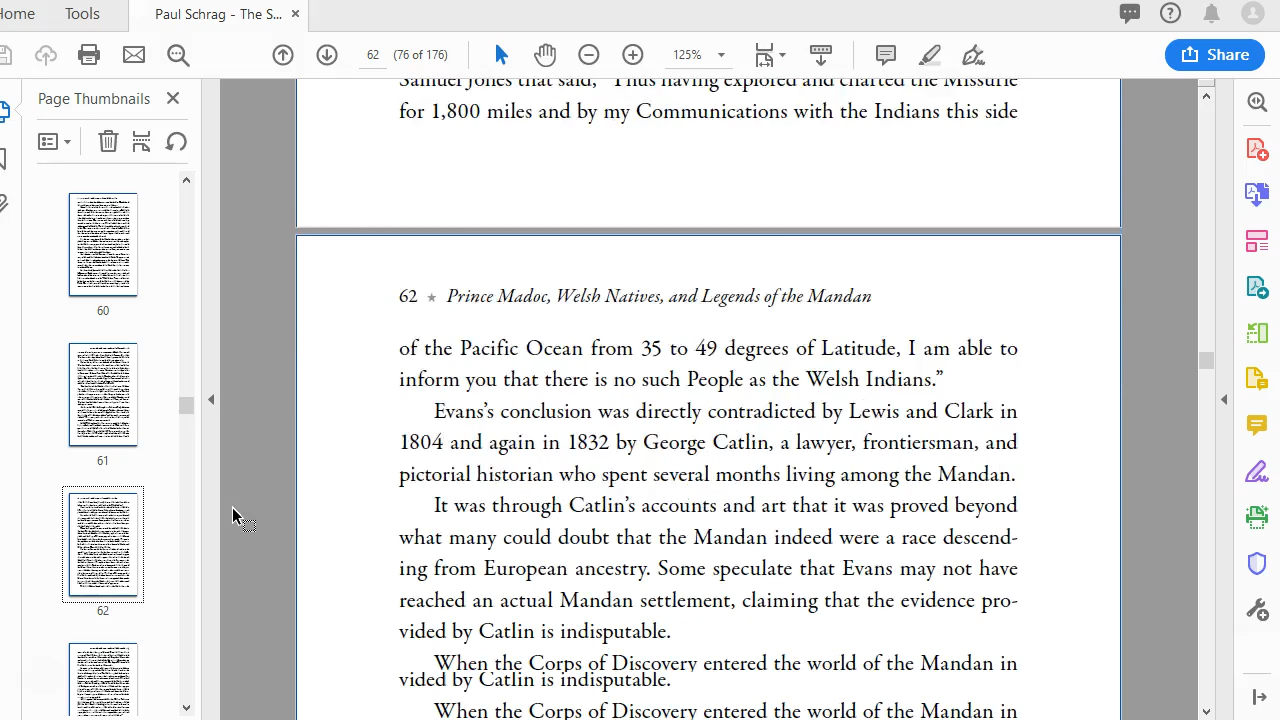 Home
Tools
Paul Schrag - The S...
62
(76 of 176)
125%
Share
Page Thumbnails
60
61
62
Samuel Jones that said, "Thus having explored and charted the Missurie
for 1,800 miles and by my Communications with the Indians this side
62 ★ Prince Madoc, Welsh Natives, and Legends of the Mandan
of the Pacific Ocean from 35 to 49 degrees of Latitude, I am able to
inform you that there is no such People as the Welsh Indians."
Evans's conclusion was directly contradicted by Lewis and Clark in
1804 and again in 1832 by George Catlin, a lawyer, frontiersman, and
pictorial historian who spent several months living among the Mandan.
It was through Catlin's accounts and art that it was proved beyond
what many could doubt that the Mandan indeed were a race descend-
ing from European ancestry. Some speculate that Evans may not have
reached an actual Mandan settlement, claiming that the evidence pro-
vided by Catlin is indisputable.
When the Corps of Discovery entered the world of the Mandan in
vided by Catlin is indisputable.
When the Corps of Discovery entered the world of the Mandan in